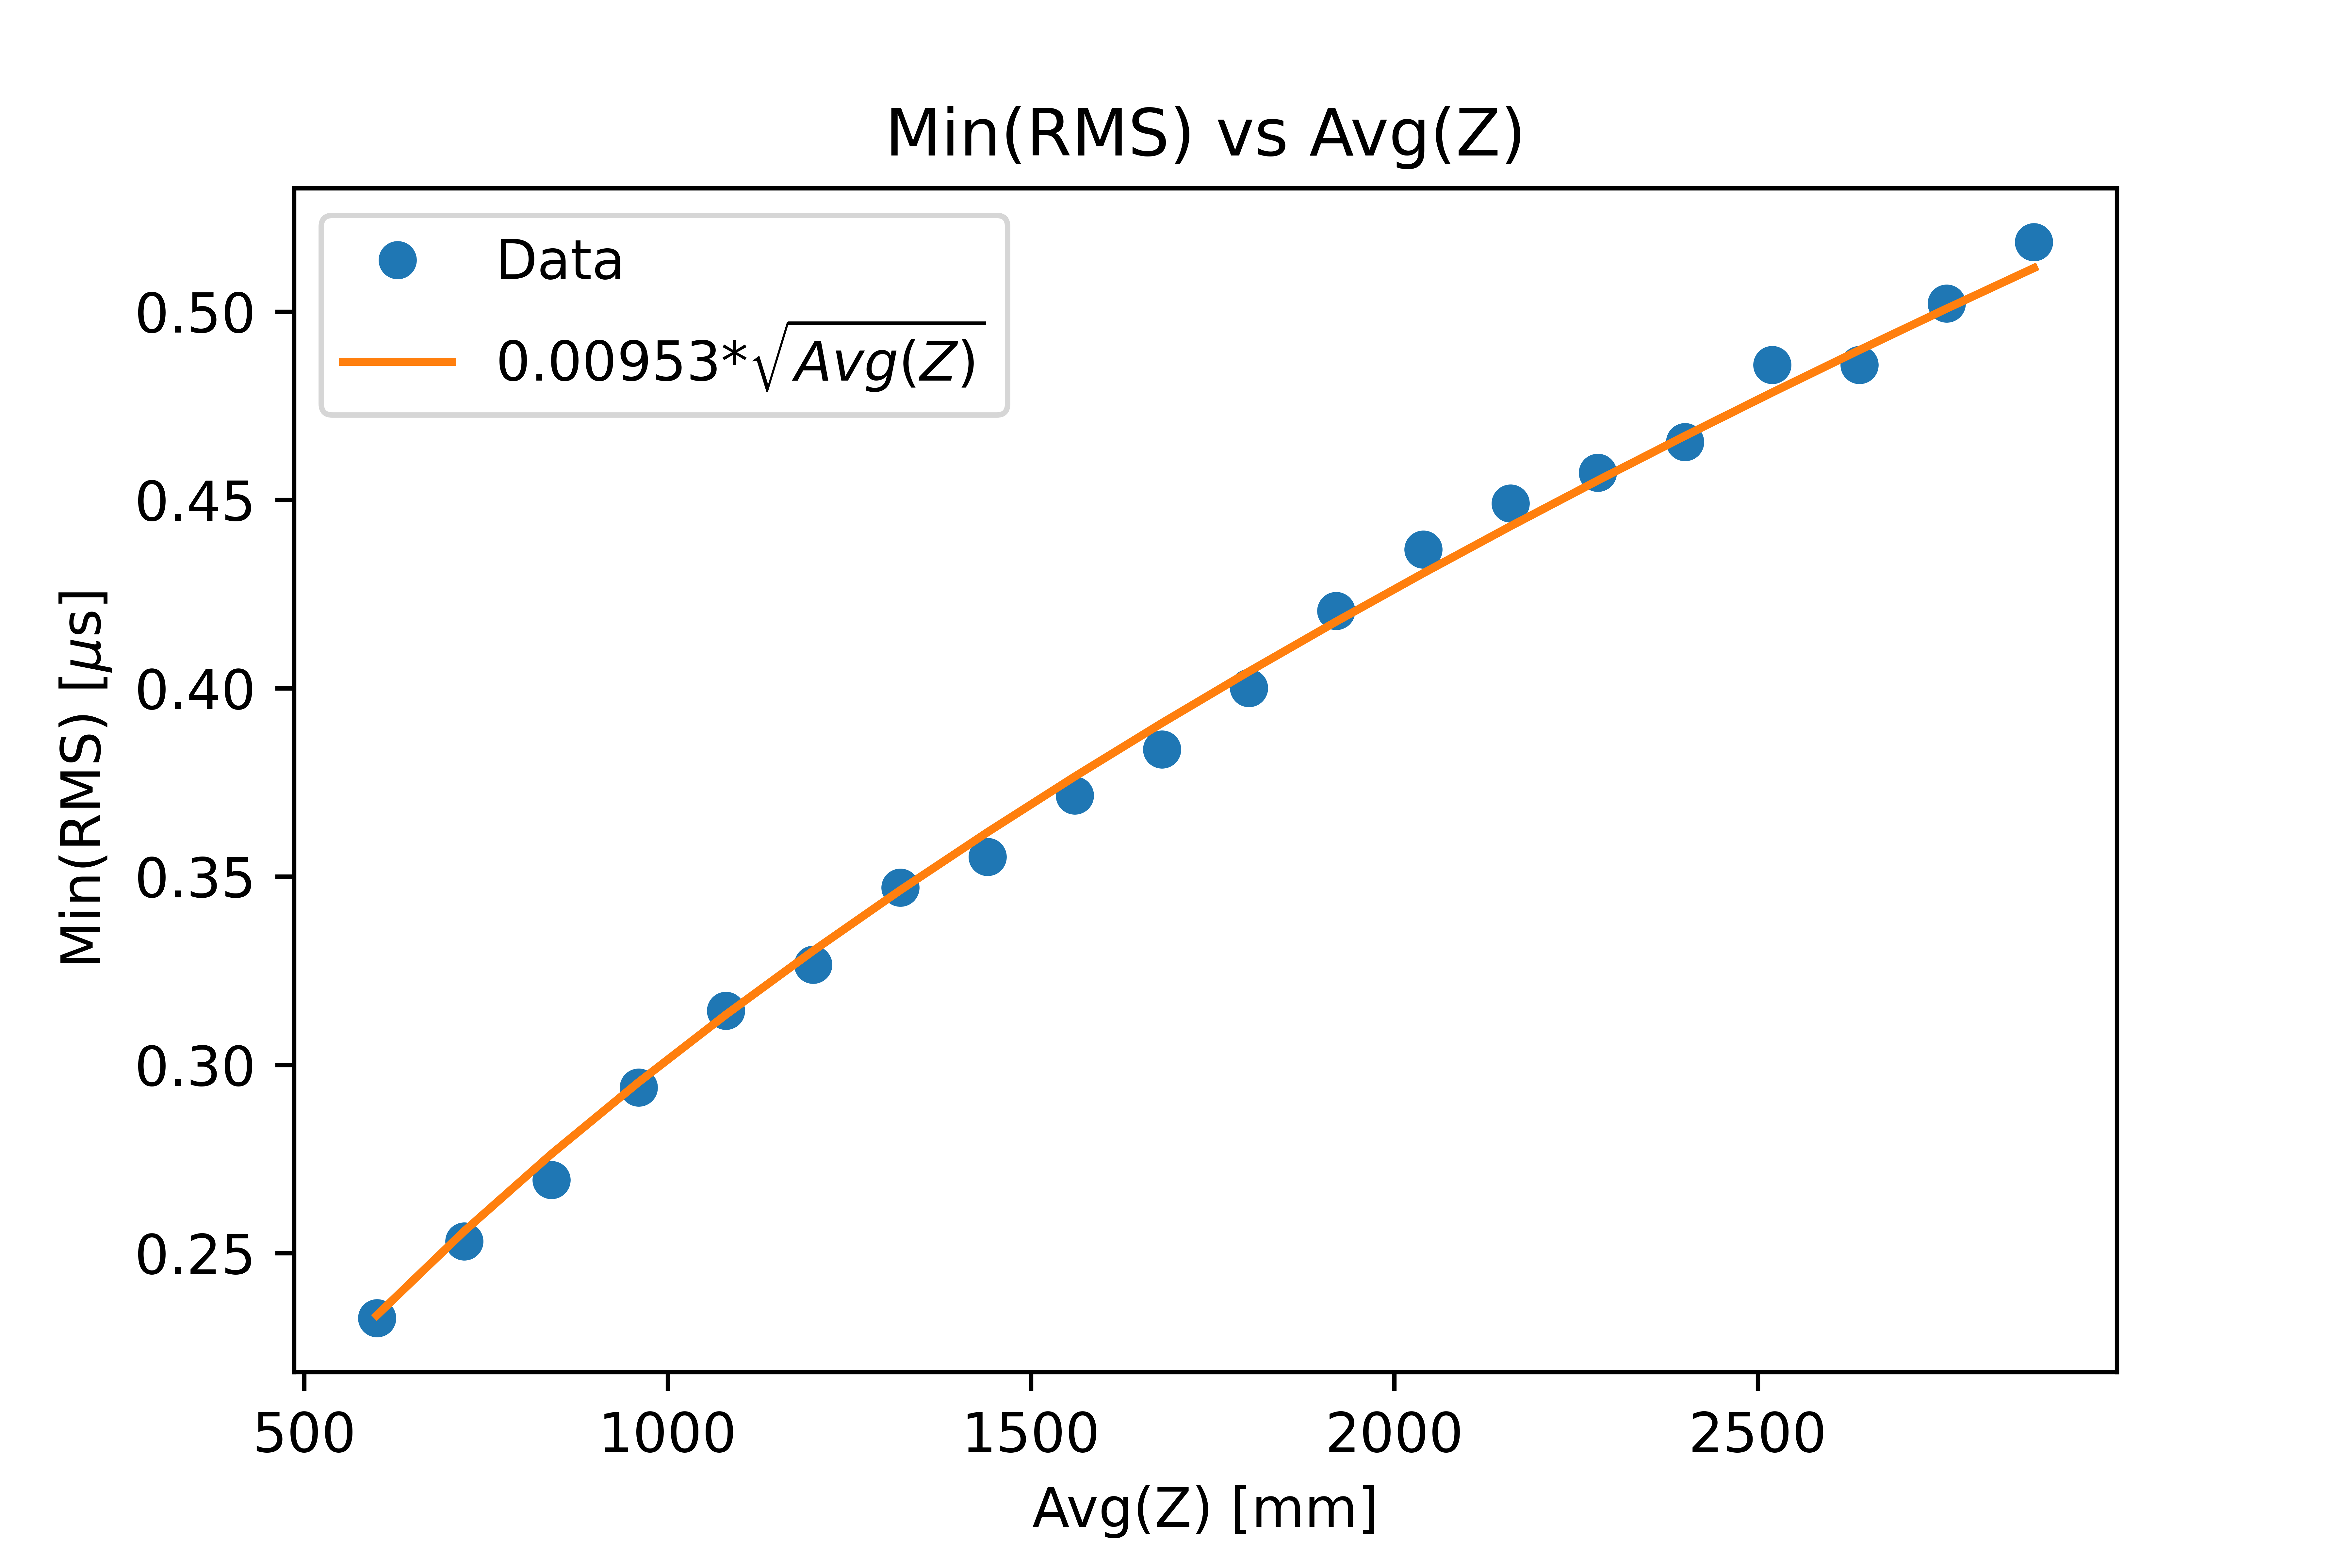 Min(RMS) vs Avg(Z)
Data
0.00953*√Avg(Z)
0.50
0.45
0.40
0.35
0.30
0.25
Min(RMS) [μs]
500 1000 1500 2000 2500
Avg(Z) [mm]